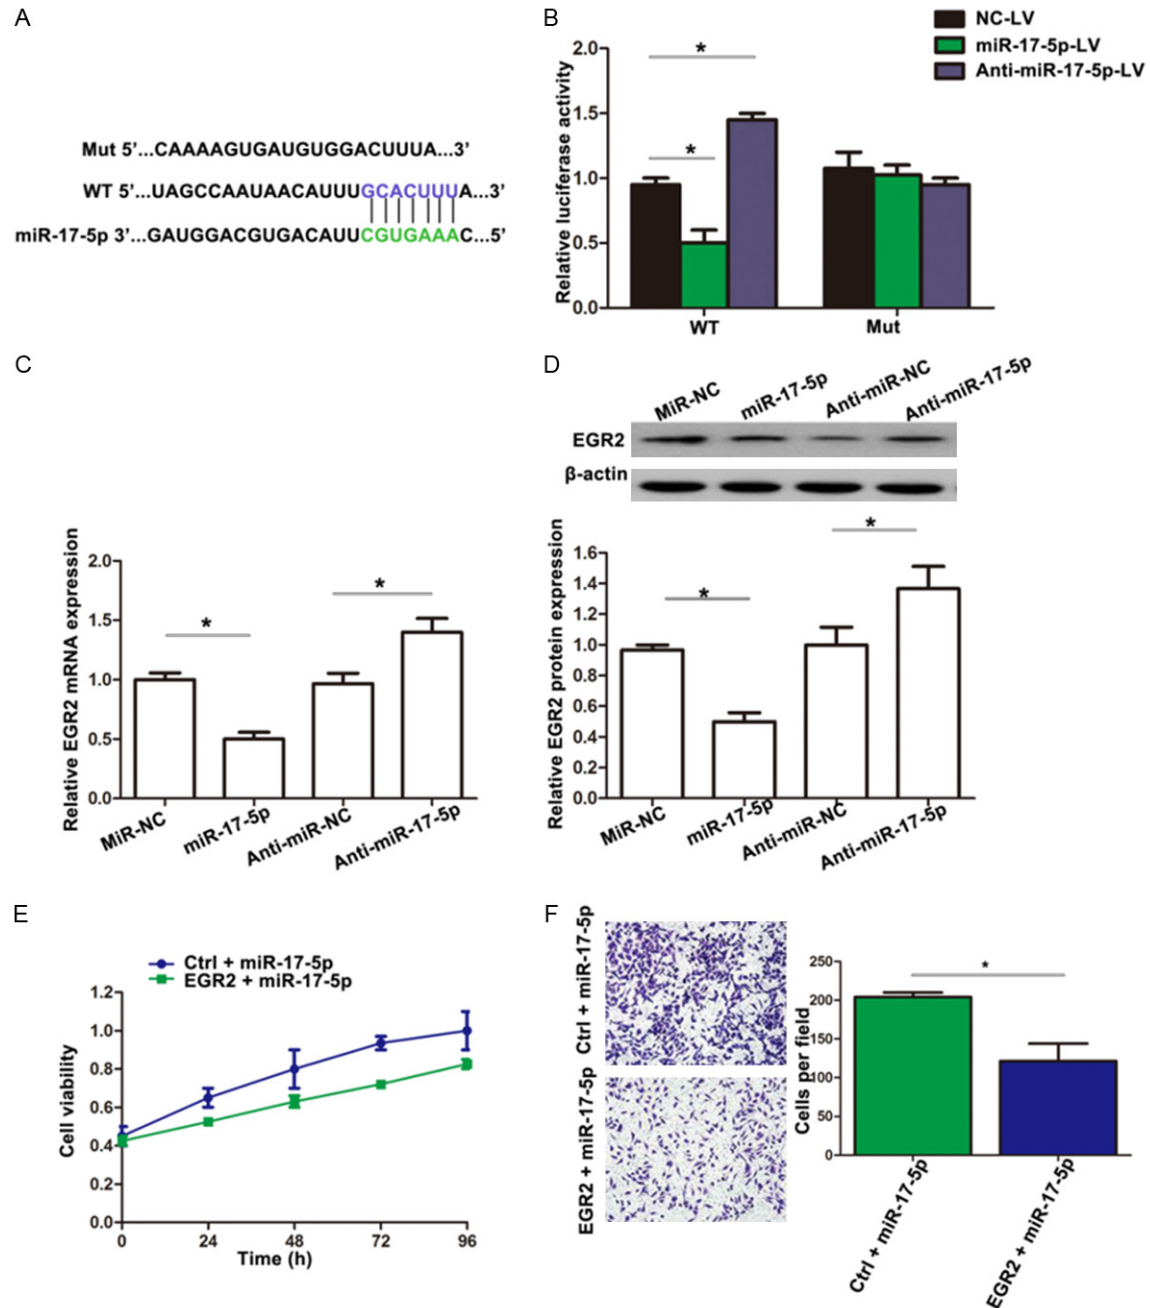 A
Mut 5’...CAAAAGUGAUGUGGACUUUA...3’
WT 5’...UAGCCAAUAACAUUUGCACUUUA...3’
miR-17-5p 3’...GAUGGACGUGACAUUCGUGAAAC...5’
B
NC-LV
miR-17-5p-LV
Anti-miR-17-5p-LV
Relative luciferase activity
2.0
1.5
1.0
0.5
0.0
*
*
WT
Mut
C
Relative EGR2 mRNA expression
2.0
1.5
1.0
0.5
0.0
*
*
MiR-NC
miR-17-5p
Anti-miR-NC
Anti-miR-17-5p
D
MiR-NC
miR-17-5p
Anti-miR-NC
Anti-miR-17-5p
EGR2
β-actin
Relative EGR2 protein expression
1.6
1.4
1.2
1.0
0.8
0.6
0.4
0.2
0.0
*
*
MiR-NC
miR-17-5p
Anti-miR-NC
Anti-miR-17-5p
E
Ctrl + miR-17-5p
EGR2 + miR-17-5p
Cell viability
1.2
1.0
0.8
0.6
0.4
0.2
0.0
0
24
48
72
96
Time (h)
F
Ctrl + miR-17-5p
EGR2 + miR-17-5p
Cells per field
250
200
150
100
50
0
*
Ctrl + miR-17-5p
EGR2 + miR-17-5p